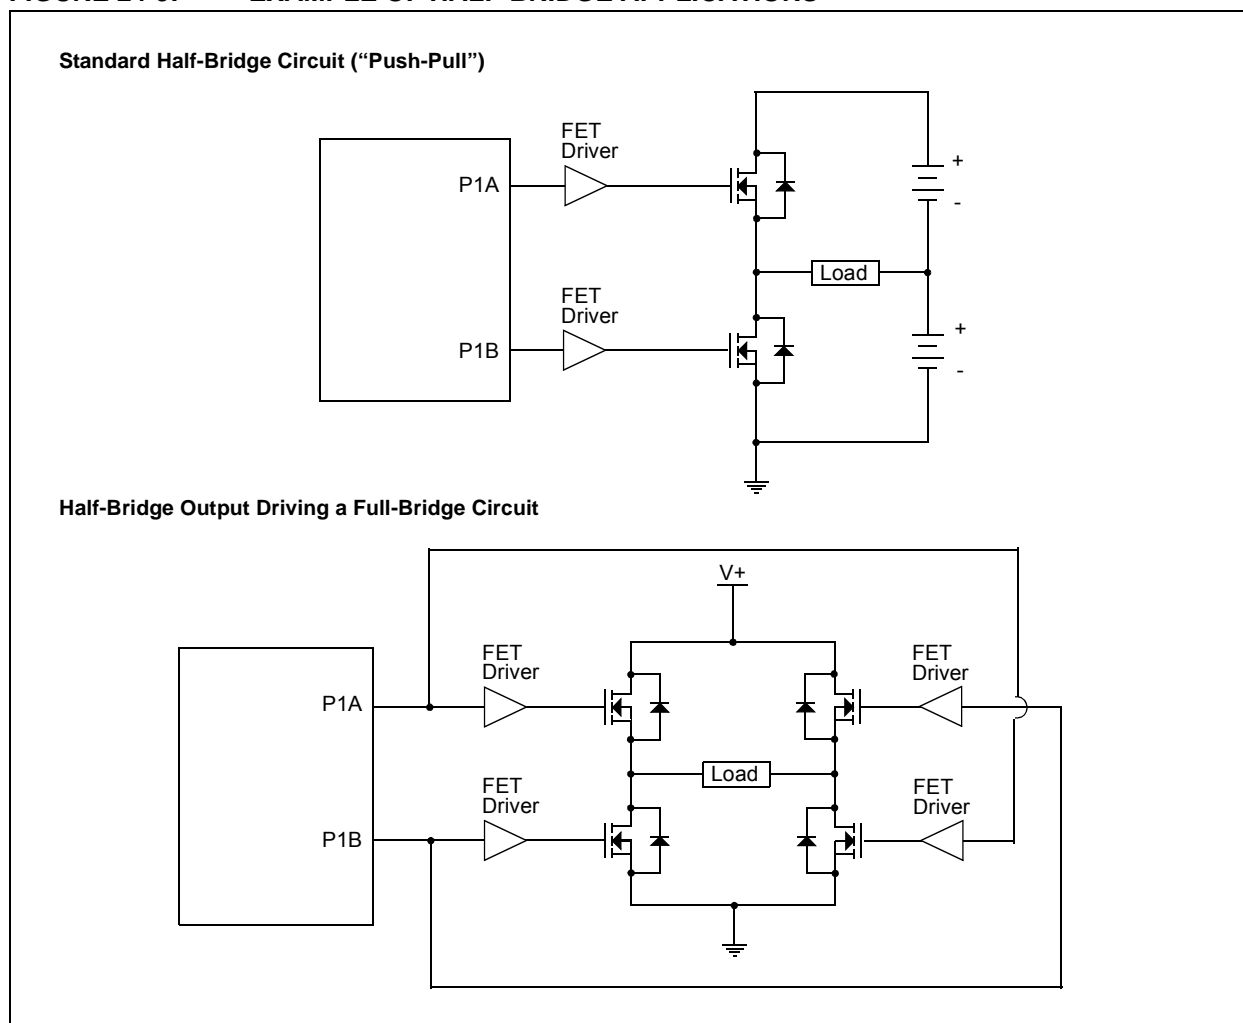 Standard Half-Bridge Circuit (“Push-Pull”)
FET
Driver
P1A
+
-
Load
FET
Driver
P1B
+
-
Half-Bridge Output Driving a Full-Bridge Circuit
V+
FET
Driver
FET
Driver
P1A
Load
FET
Driver
FET
Driver
P1B